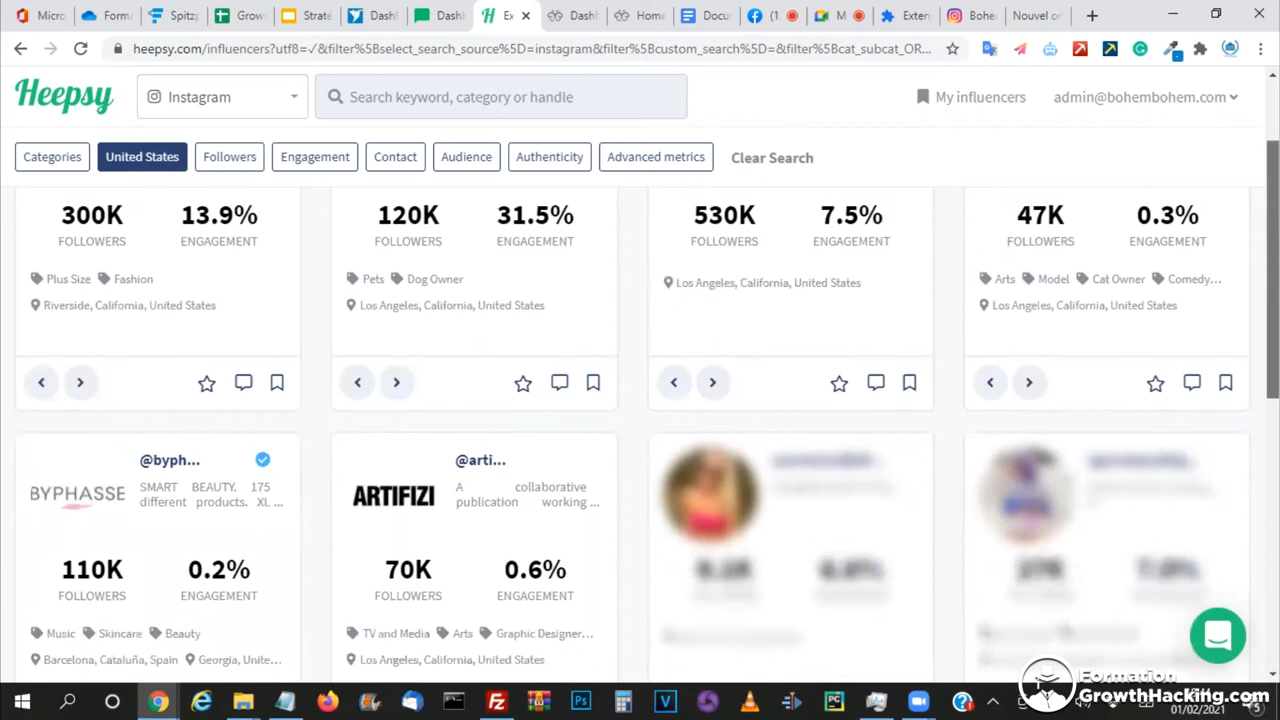 Micro
Form
Spitz
Grow
Straté
Dash
Dashb
Ex
Dashb
Home
Docu
(1
M
Exten
Bohe
Nouvel or
heepsy.com/influencers?utf8=✓&filter%5Bselect_search_source%5D=instagram&filter%5Bcustom_search%5D=&filter%5Bcat_subcat_OR...
Heepsy
Instagram
Search keyword, category or handle
My influencers
admin@bohembohem.com
Categories
United States
Followers
Engagement
Contact
Audience
Authenticity
Advanced metrics
Clear Search
300K 13.9%
FOLLOWERS ENGAGEMENT
Plus Size Fashion
Riverside, California, United States
120K 31.5%
FOLLOWERS ENGAGEMENT
Pets Dog Owner
Los Angeles, California, United States
530K 7.5%
FOLLOWERS ENGAGEMENT
Los Angeles, California, United States
47K 0.3%
FOLLOWERS ENGAGEMENT
Arts Model Cat Owner Comedy...
Los Angeles, California, United States
@byph...
BYPHASSE
SMART BEAUTY. 175
different products. XL ...
110K 0.2%
FOLLOWERS ENGAGEMENT
Music Skincare Beauty
Barcelona, Cataluña, Spain Georgia, Unite...
@arti...
ARTIFIZI
A collaborative
publication working ...
70K 0.6%
FOLLOWERS ENGAGEMENT
TV and Media Arts Graphic Designer...
Los Angeles, California, United States
Formation
GrowthHacking.com
01/02/2021